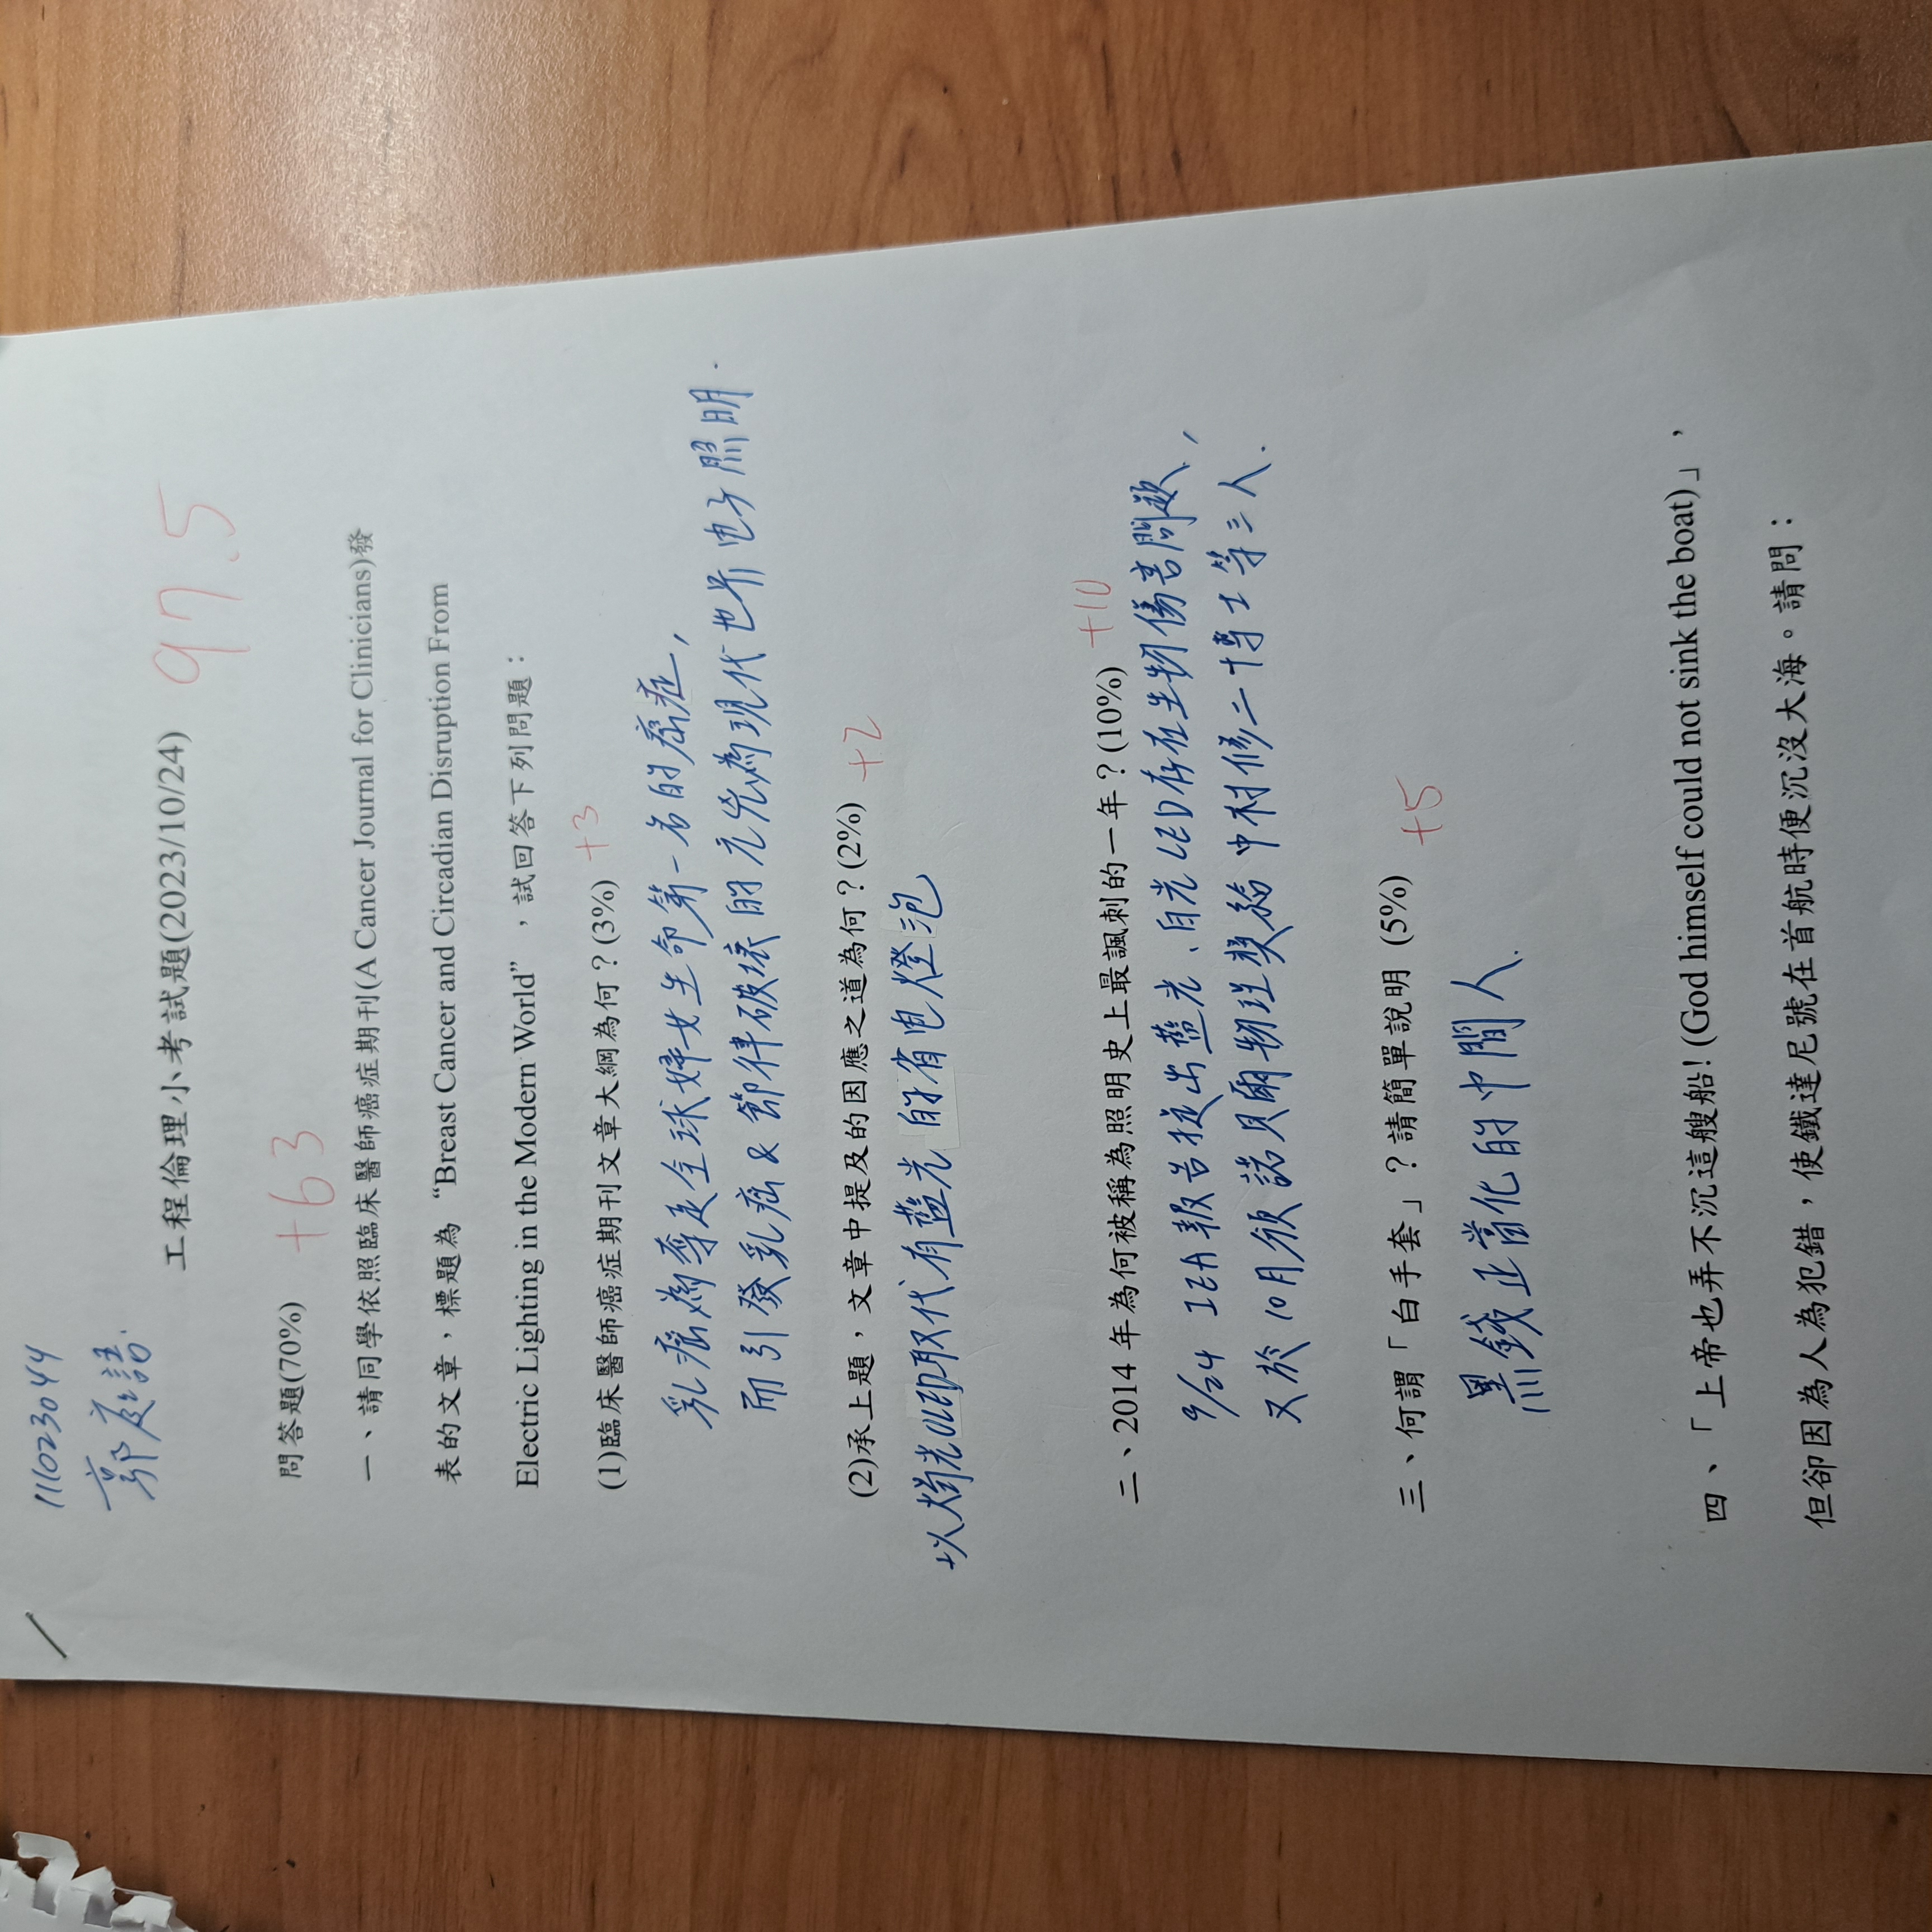 111023044
郭庭語
工程倫理小考試題(2023/10/24) 97.5
問答題(70%) +63
一、請同學依照臨床醫師癌症期刊(A Cancer Journal for Clinicians)發
表的文章，標題為“Breast Cancer and Circadian Disruption From
Electric Lighting in the Modern World”，試回答下列問題：
(1)臨床醫師癌症期刊文章大綱為何？(3%) +3
乳癌為奪走全球婦女生命第一名的癌症,
而引發乳癌&節律破壞的元兇為現代世界电子照明.
(2)承上題，文章中提及的因應之道為何？(2%) +2
以燭光OLED取代有藍光的省电燈泡
二、2014 年為何被稱為照明史上最諷刺的一年？(10%) +10
9/24 IEA報告提出藍光、白光LED存在生物傷害問題,
又於10月頒諾貝爾物理獎給中村修二博士等三人.
三、何謂「白手套」？請簡單說明 (5%) +5
黑錢正當化的中間人.
四、「上帝也弄不沉這艘船! (God himself could not sink the boat)」，
但卻因為人為犯錯，使鐵達尼號在首航時便沉沒大海。請問：